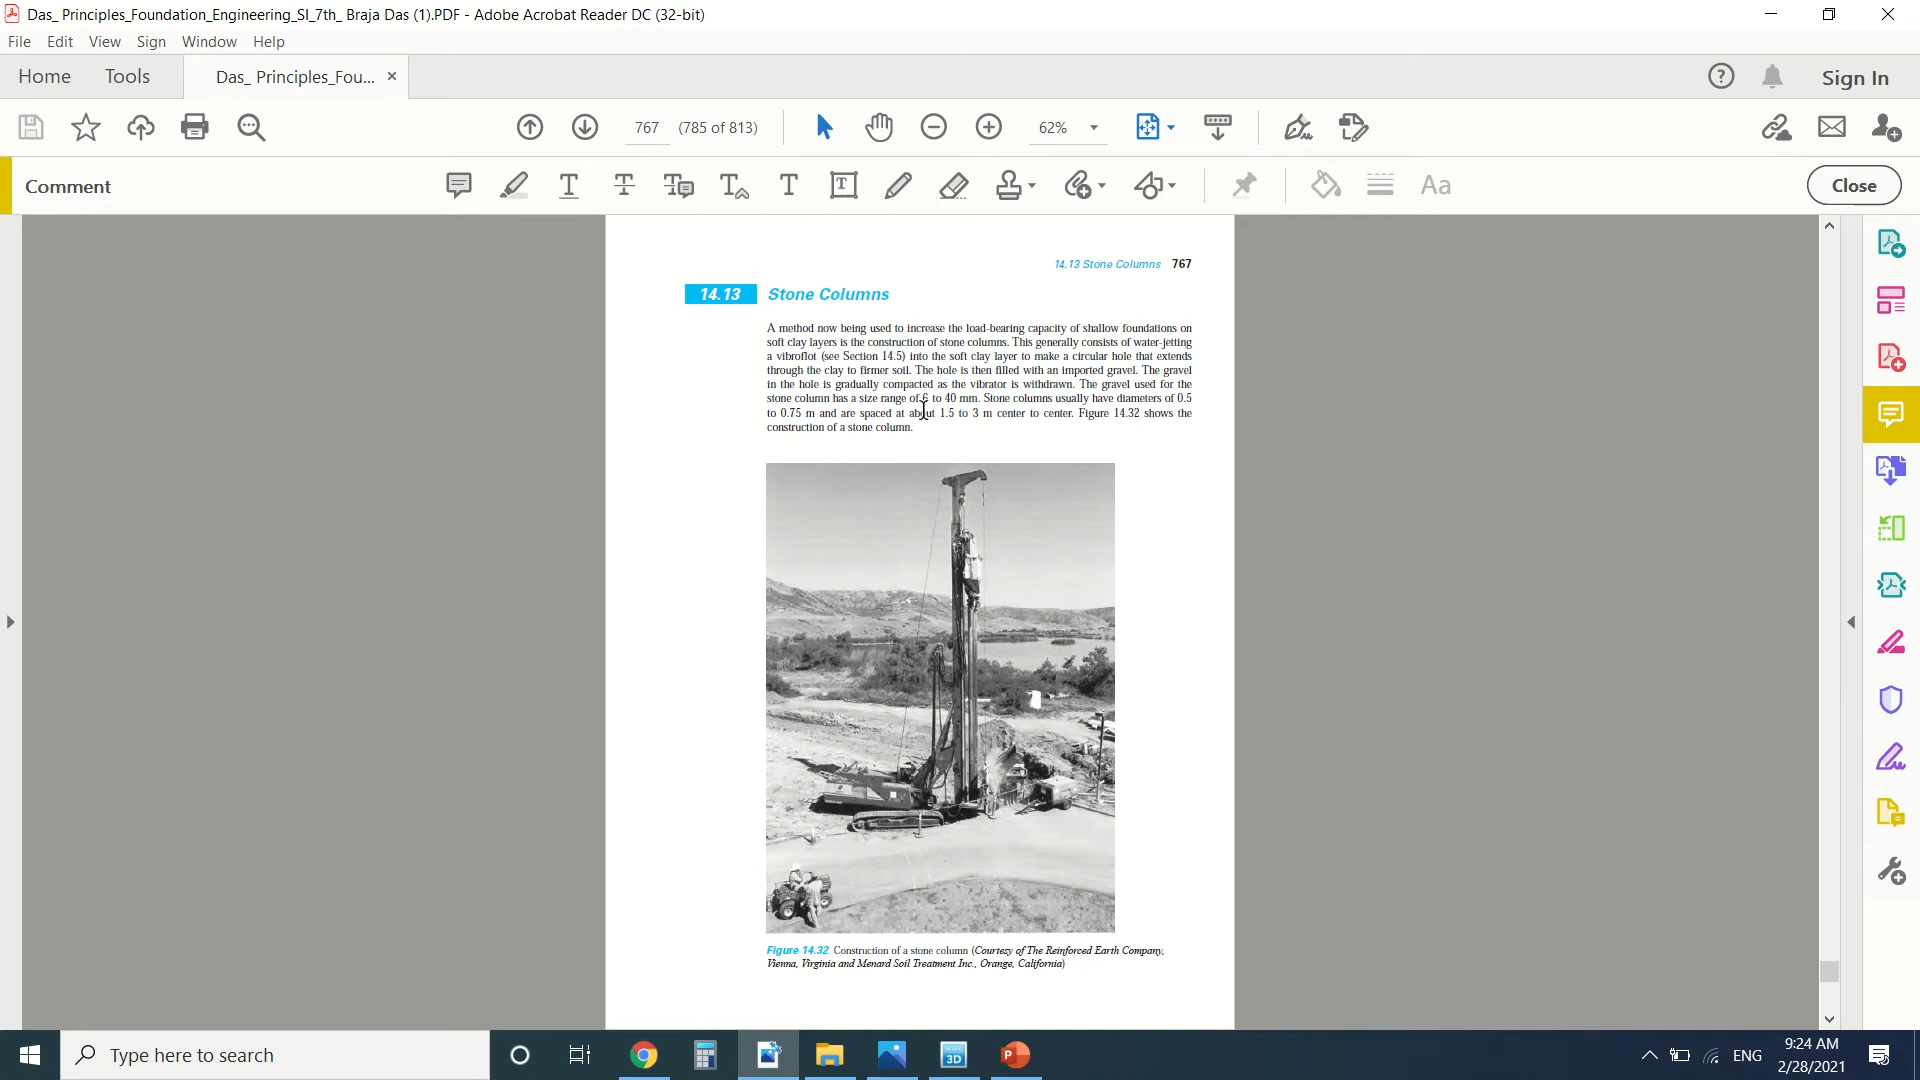 Das_ Principles_Foundation_Engineering_SI_7th_ Braja Das (1).PDF - Adobe Acrobat Reader DC (32-bit)
File Edit View Sign Window Help
Home Tools Das_ Principles_Fou... × ? Sign In
767 (785 of 813) 62%
Comment T T T T T T Aa Close
14.13 Stone Columns 767
14.13 Stone Columns
A method now being used to increase the load-bearing capacity of shallow foundations on
soft clay layers is the construction of stone columns. This generally consists of water-jetting
a vibroflot (see Section 14.5) into the soft clay layer to make a circular hole that extends
through the clay to firmer soil. The hole is then filled with an imported gravel. The gravel
in the hole is gradually compacted as the vibrator is withdrawn. The gravel used for the
stone column has a size range of 6 to 40 mm. Stone columns usually have diameters of 0.5
to 0.75 m and are spaced at about 1.5 to 3 m center to center. Figure 14.32 shows the
construction of a stone column.
Figure 14.32 Construction of a stone column (Courtesy of The Reinforced Earth Company,
Vienna, Virginia and Menard Soil Treatment Inc., Orange, California)
Type here to search
3D
P
ENG
9:24 AM
2/28/2021